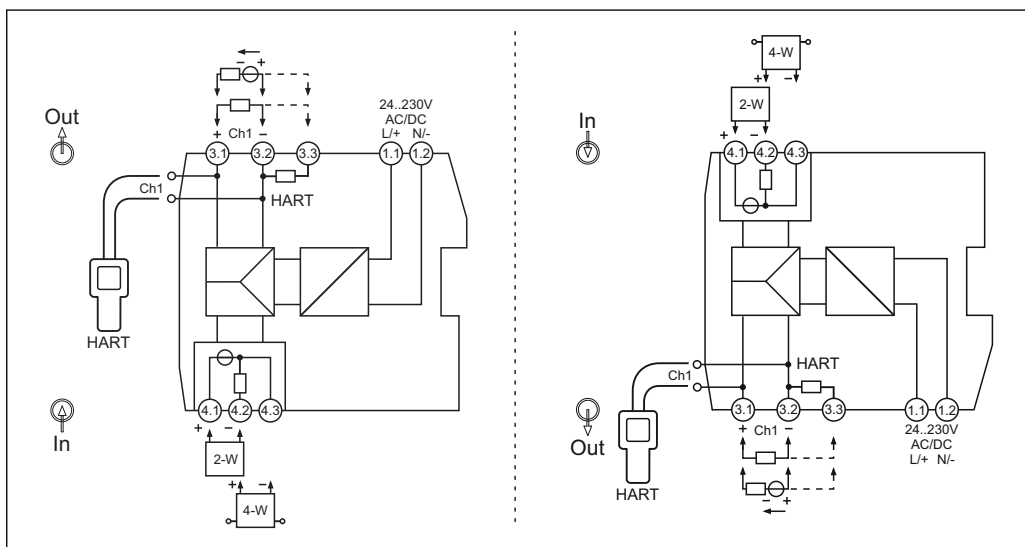 − +
Out
24..230V
AC/DC
+ Ch1 −
L/+ N/-
3.1 3.2 3.3 1.1 1.2
Ch1
HART
HART
4.1 4.2 4.3
In
+ −
2-W
+ −
4-W
4-W
+ −
2-W
In
+ −
4.1 4.2 4.3
HART
Ch1
3.1 3.2 3.3 1.1 1.2
Out
+ Ch1 −
24..230V
AC/DC
L/+ N/-
HART
− +